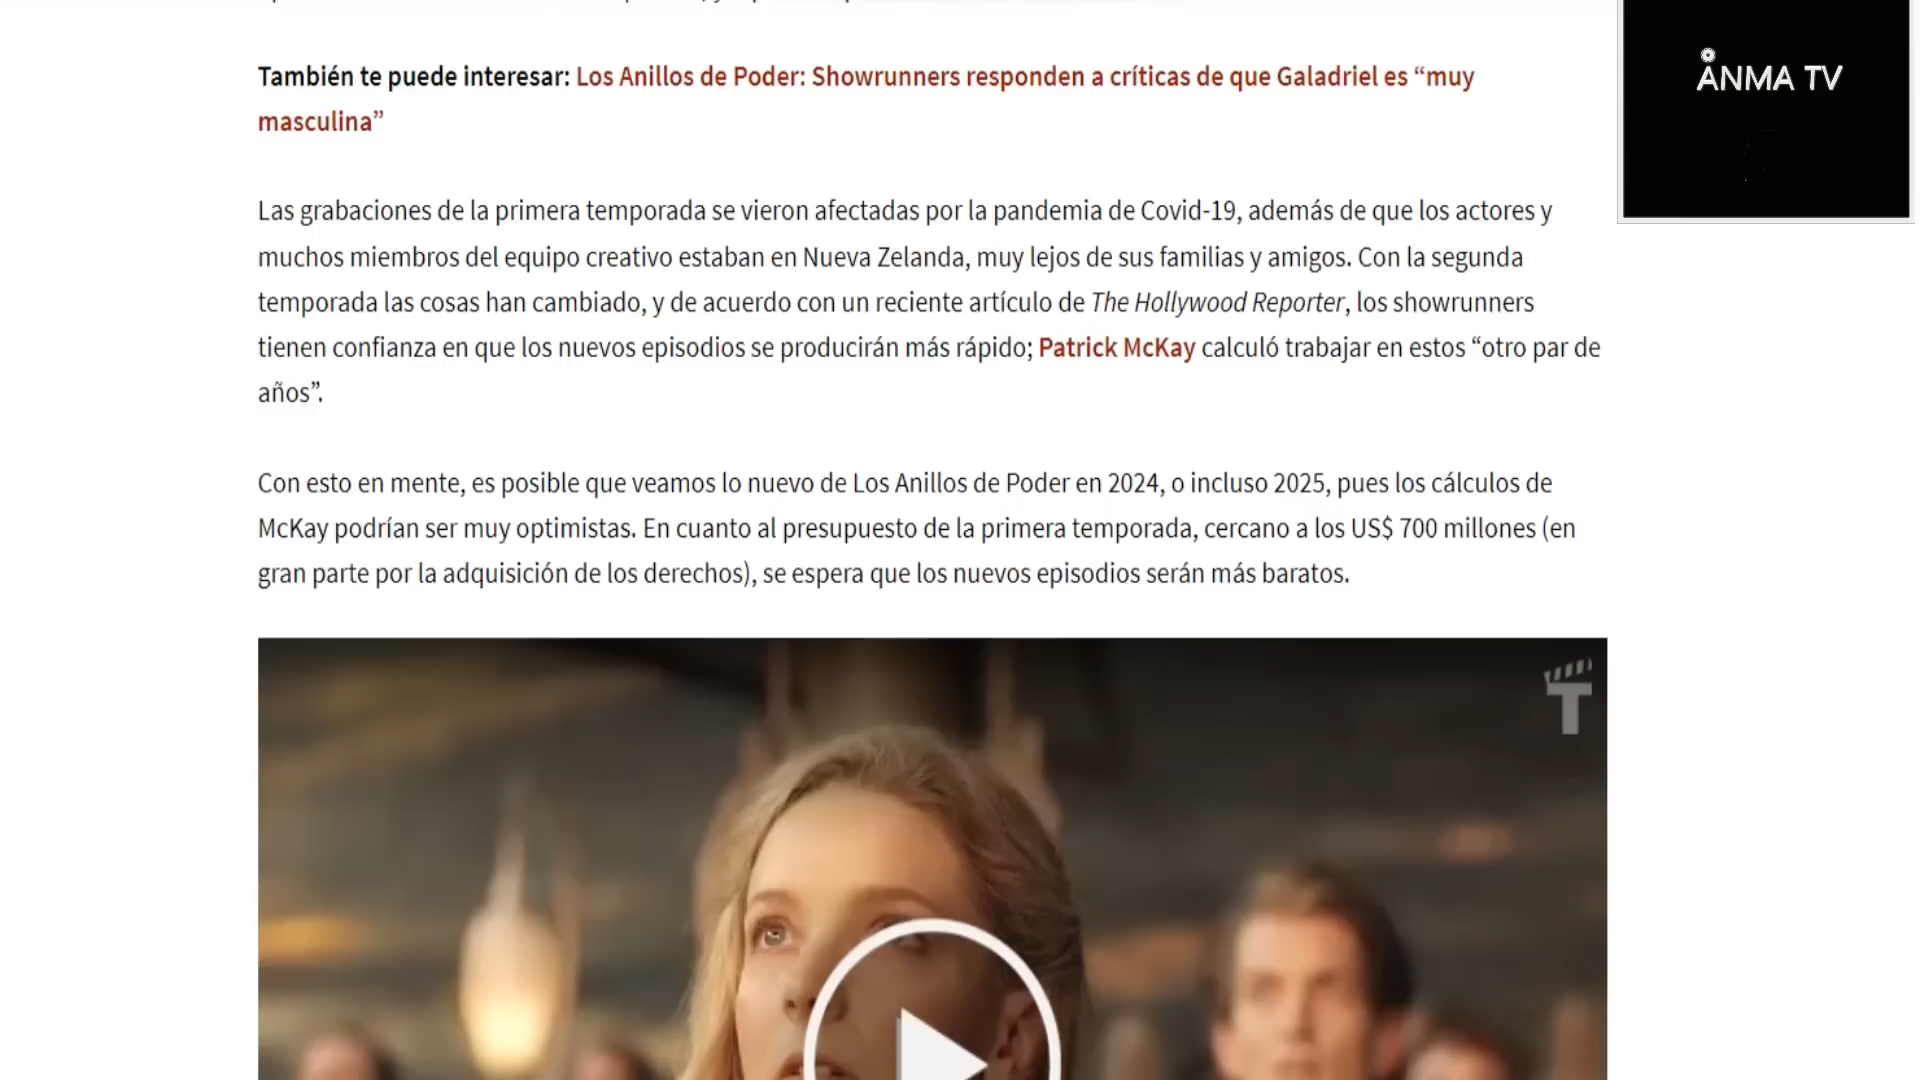 También te puede interesar: Los Anillos de Poder: Showrunners responden a críticas de que Galadriel es “muy
masculina”
ÅNMA TV
Las grabaciones de la primera temporada se vieron afectadas por la pandemia de Covid-19, además de que los actores y
muchos miembros del equipo creativo estaban en Nueva Zelanda, muy lejos de sus familias y amigos. Con la segunda
temporada las cosas han cambiado, y de acuerdo con un reciente artículo de The Hollywood Reporter, los showrunners
tienen confianza en que los nuevos episodios se producirán más rápido; Patrick McKay calculó trabajar en estos “otro par de
años”.
Con esto en mente, es posible que veamos lo nuevo de Los Anillos de Poder en 2024, o incluso 2025, pues los cálculos de
McKay podrían ser muy optimistas. En cuanto al presupuesto de la primera temporada, cercano a los US$ 700 millones (en
gran parte por la adquisición de los derechos), se espera que los nuevos episodios serán más baratos.
T